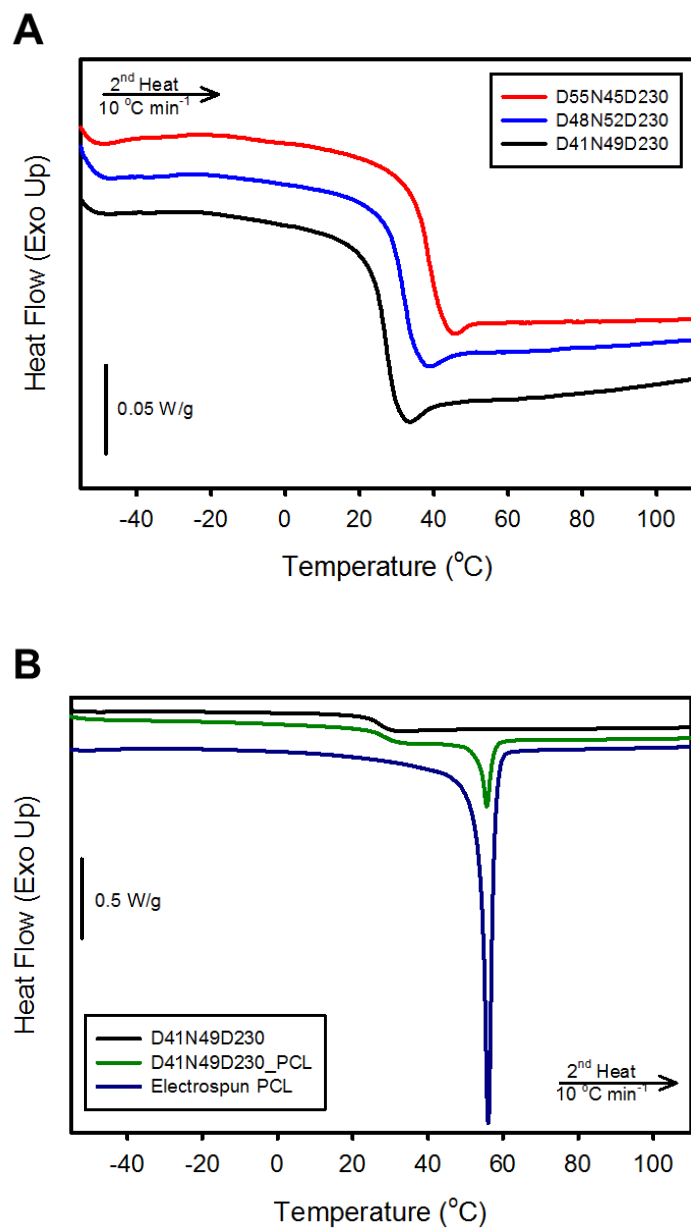 A
2nd Heat
10 °C min-1
D55N45D230
D48N52D230
D41N49D230
Heat Flow (Exo Up)
0.05 W/g
-40 -20 0 20 40 60 80 100
Temperature (°C)
B
Heat Flow (Exo Up)
0.5 W/g
D41N49D230
D41N49D230_PCL
Electrospun PCL
2nd Heat
10 °C min-1
-40 -20 0 20 40 60 80 100
Temperature (°C)